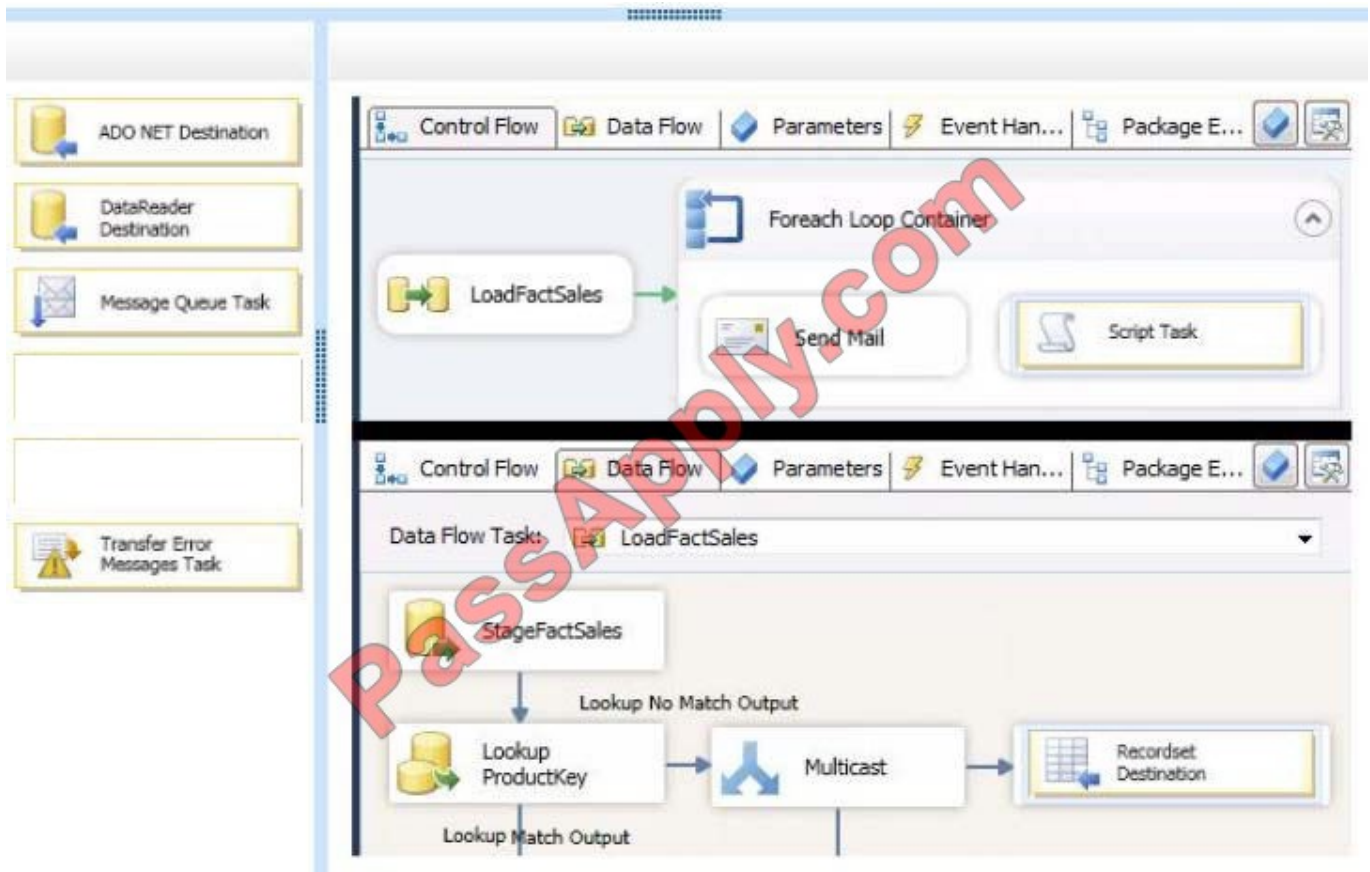 ADO NET Destination
DataReader
Destination
Message Queue Task
Transfer Error
Messages Task
Control Flow
Data Flow
Parameters
Event Han...
Package E...
Foreach Loop Container
LoadFactSales
Send Mail
Script Task
Control Flow
Data Flow
Parameters
Event Han...
Package E...
Data Flow Task:
LoadFactSales
StageFactSales
Lookup No Match Output
Lookup
ProductKey
Multicast
Recordset
Destination
Lookup Match Output
PassApply.com